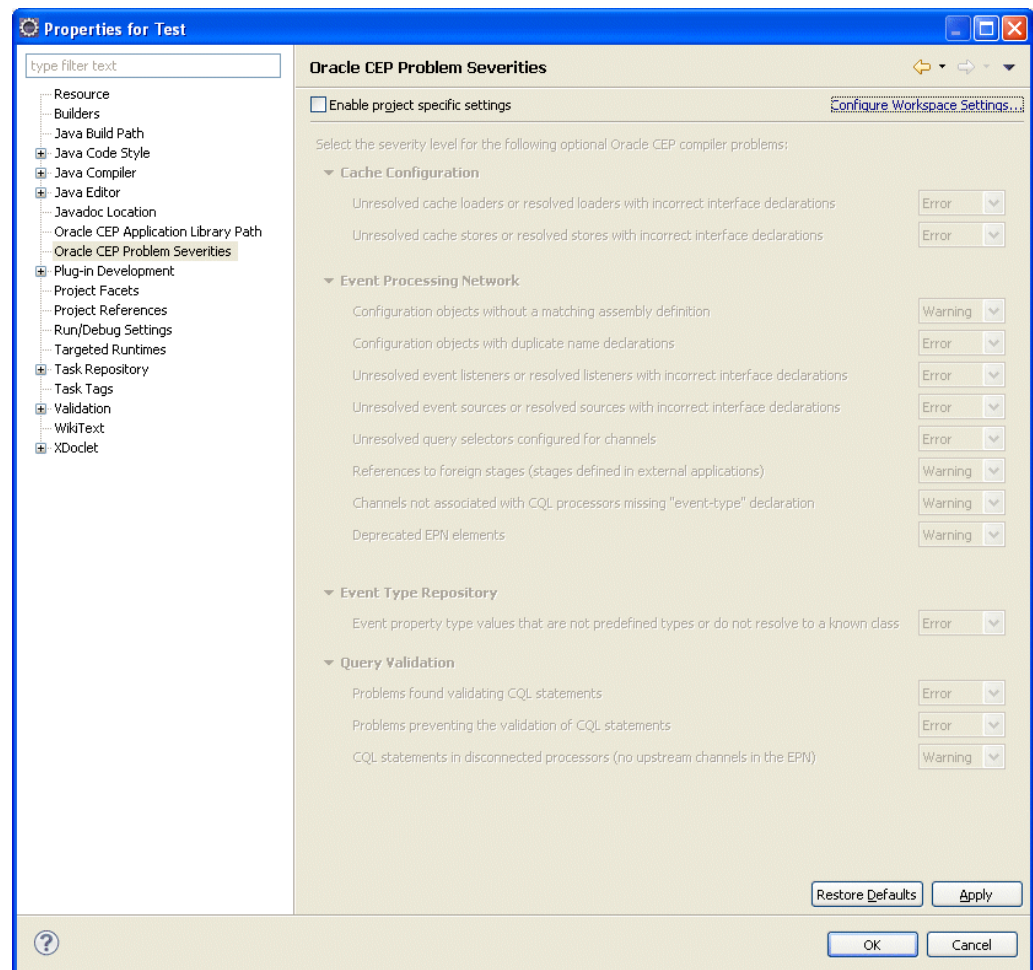 Properties for Test
type filter text
Resource
Builders
Java Build Path
Java Code Style
Java Compiler
Java Editor
Javadoc Location
Oracle CEP Application Library Path
Oracle CEP Problem Severities
Plug-in Development
Project Facets
Project References
Run/Debug Settings
Targeted Runtimes
Task Repository
Task Tags
Validation
WikiText
XDoclet
Oracle CEP Problem Severities
Enable project specific settings
Configure Workspace Settings...
Select the severity level for the following optional Oracle CEP compiler problems:
Cache Configuration
Unresolved cache loaders or resolved loaders with incorrect interface declarations Error
Unresolved cache stores or resolved stores with incorrect interface declarations Error
Event Processing Network
Configuration objects without a matching assembly definition Warning
Configuration objects with duplicate name declarations Error
Unresolved event listeners or resolved listeners with incorrect interface declarations Error
Unresolved event sources or resolved sources with incorrect interface declarations Error
Unresolved query selectors configured for channels Error
References to foreign stages (stages defined in external applications) Warning
Channels not associated with CQL processors missing "event-type" declaration Warning
Deprecated EPN elements Warning
Event Type Repository
Event property type values that are not predefined types or do not resolve to a known class Error
Query Validation
Problems found validating CQL statements Error
Problems preventing the validation of CQL statements Error
CQL statements in disconnected processors (no upstream channels in the EPN) Warning
Restore Defaults Apply
? OK Cancel